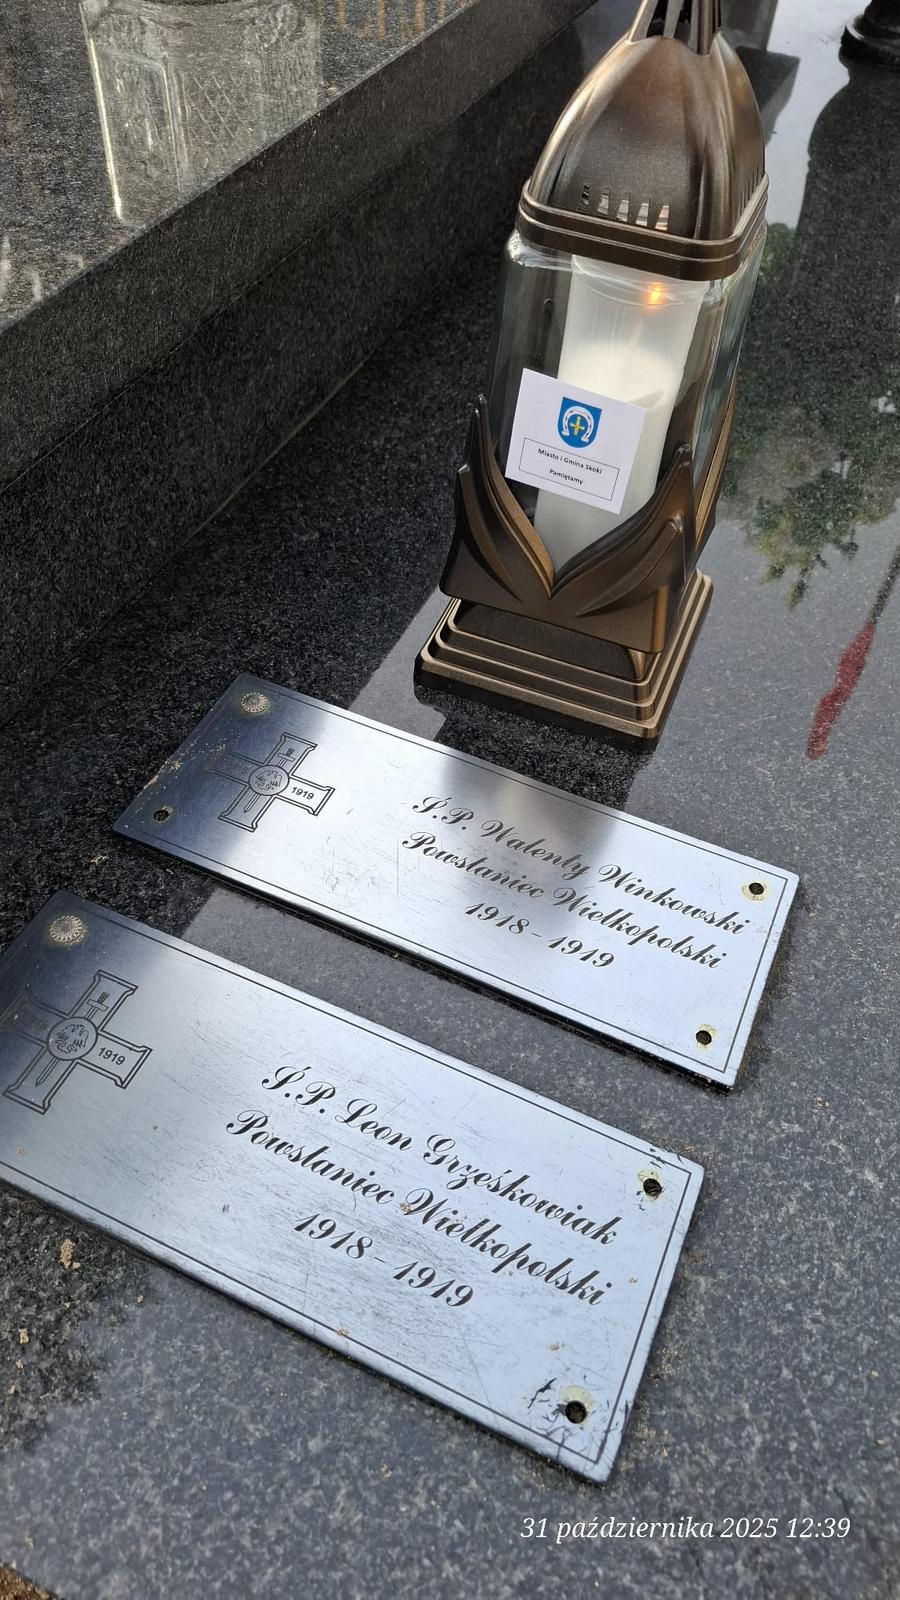 Miasto i Gmina Skoki
Pamiętamy
1919
Ś.P. Walenty Winkowski
Powstaniec Wielkopolski
1918 - 1919
1919
Ś.P. Leon Grześkowiak
Powstaniec Wielkopolski
1918 - 1919
31 października 2025 12:39